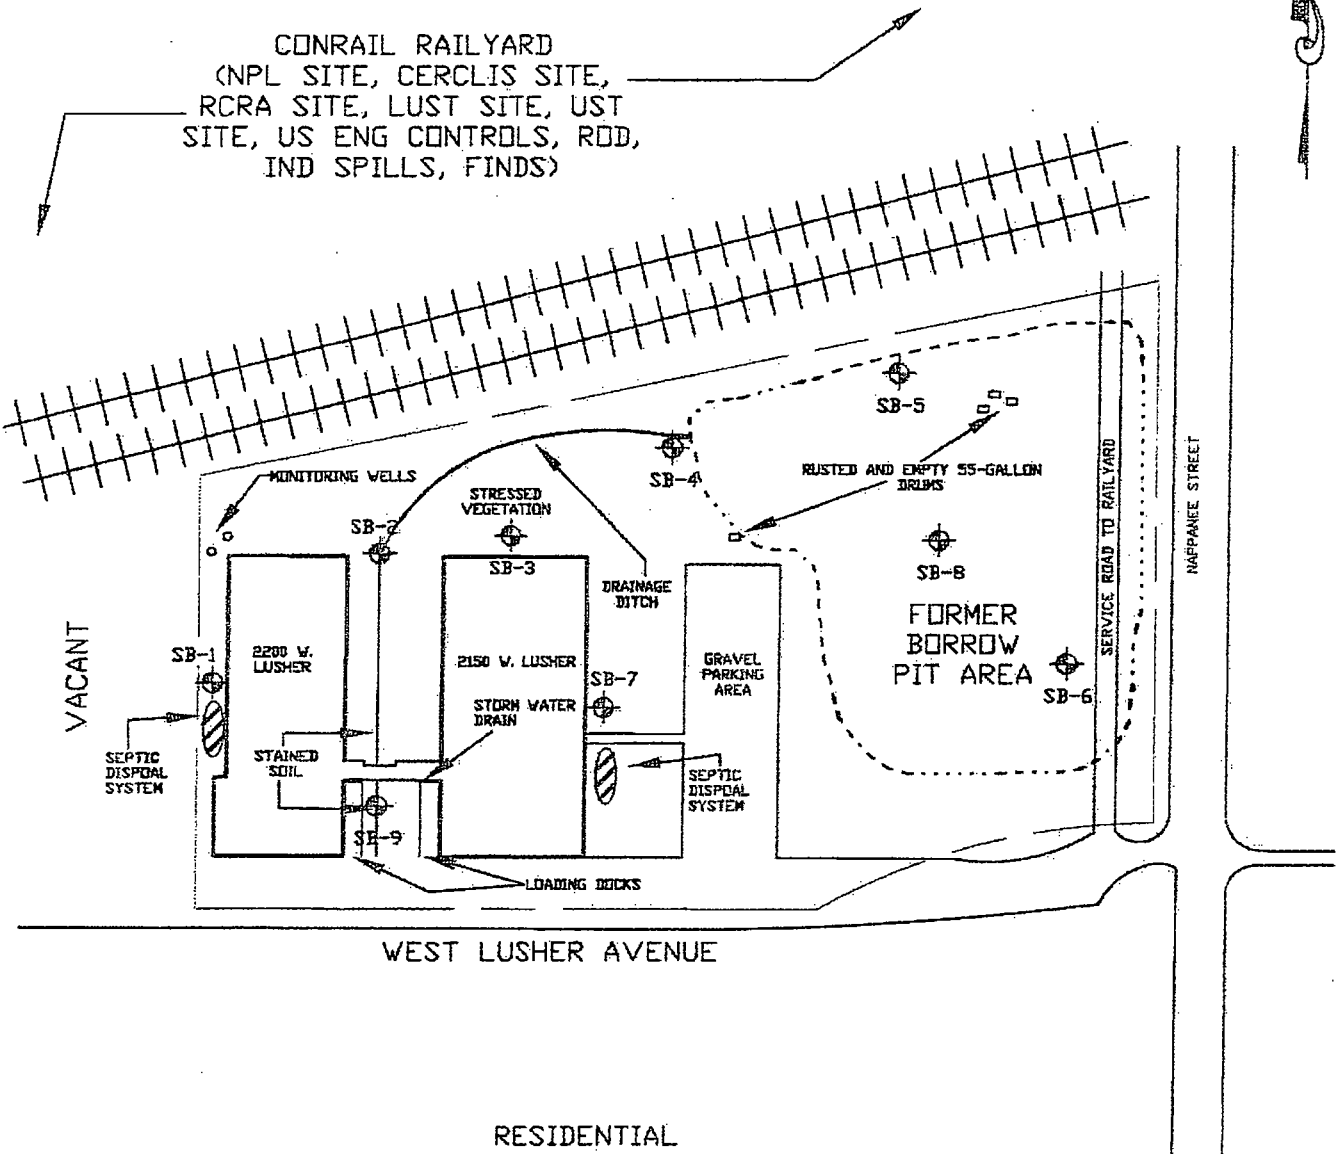 CONRAIL RAILYARD
(NPL SITE, CERCLIS SITE,
RCRA SITE, LUST SITE, UST
SITE, US ENG CONTROLS, ROD,
IND SPILLS, FINDS)
SB-5
MONITORING WELLS
SB-4
RUSTED AND EMPTY 55-GALLON
DRUMS
STRESSED
VEGETATION
SB-2
SB-3
DRAINAGE
DITCH
SB-8
FORMER
BORROW
PIT AREA
SERVICE ROAD TO RAILYARD
NAPPANEE STREET
VACANT
SB-1
2200 W.
LUSHER
2150 W. LUSHER
SB-7
GRAVEL
PARKING
AREA
SB-6
STORM WATER
DRAIN
SEPTIC
DISPOAL
SYSTEM
STAINED
SOIL
SEPTIC
DISPOAL
SYSTEM
SB-9
LOADING DOCKS
WEST LUSHER AVENUE
RESIDENTIAL